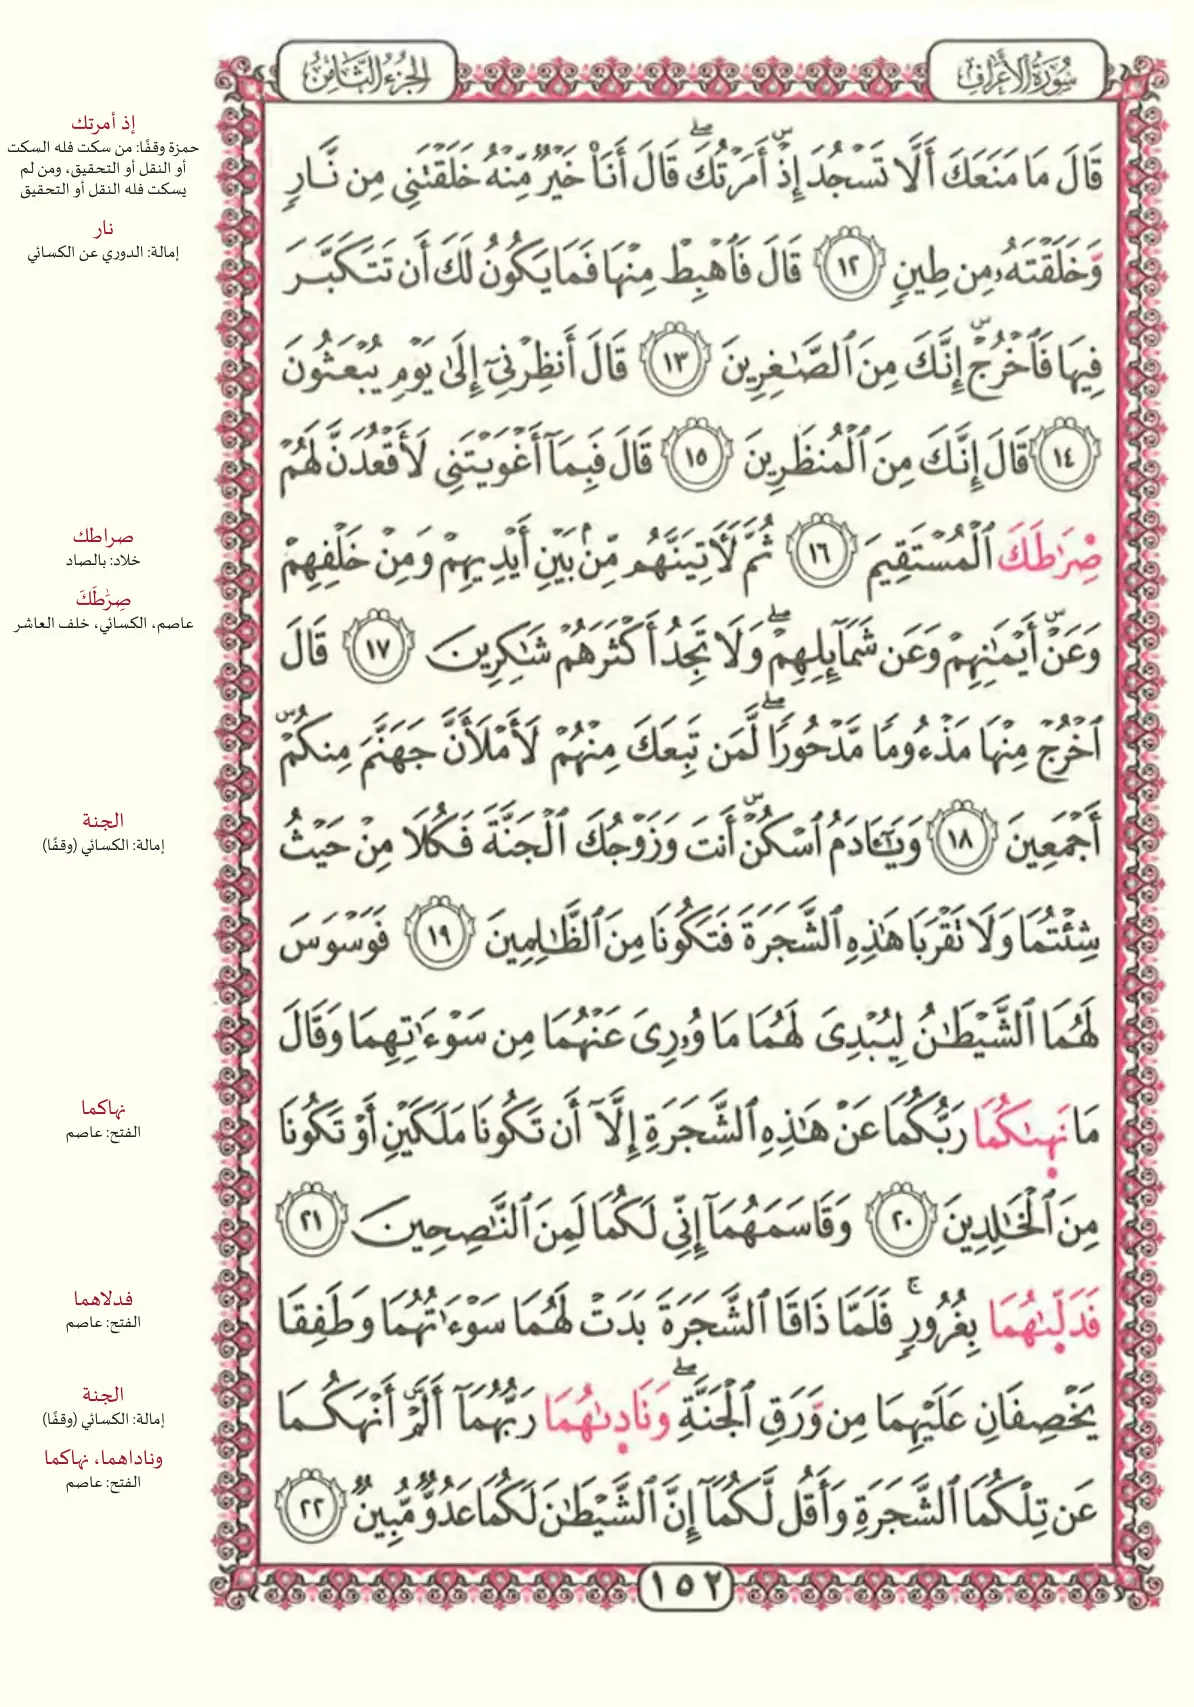 سُورَةُ الأَعْرَافِ
الجُزْءُ الثَّامِنُ
قَالَ مَا مَنَعَكَ أَلَّا تَسْجُدَ إِذْ أَمَرْتُكَ ۖ قَالَ أَنَا۠ خَيْرٌ مِّنْهُ خَلَقْتَنِى مِن نَّارٍ
وَّخَلَقْتَهُۥ مِن طِينٍ ١٢ قَالَ فَٱهْبِطْ مِنْهَا فَمَا يَكُونُ لَكَ أَن تَتَكَبَّرَ
فِيهَا فَٱخْرُجْ إِنَّكَ مِنَ ٱلصَّٰغِرِينَ ١٣ قَالَ أَنظِرْنِىٓ إِلَىٰ يَوْمِ يُبْعَثُونَ
١٤ قَالَ إِنَّكَ مِنَ ٱلْمُنظَرِينَ ١٥ قَالَ فَبِمَآ أَغْوَيْتَنِى لَأَقْعُدَنَّ لَهُمْ
صِرَٰطَكَ ٱلْمُسْتَقِيمَ ١٦ ثُمَّ لَأٓتِيَنَّهُم مِّنۢ بَيْنِ أَيْدِيهِمْ وَمِنْ خَلْفِهِمْ
وَعَنْ أَيْمَٰنِهِمْ وَعَن شَمَآئِلِهِمْ ۖ وَلَا تَجِدُ أَكْثَرَهُمْ شَٰكِرِينَ ١٧ قَالَ
ٱخْرُجْ مِنْهَا مَذْءُومًا مَّدْحُورًا ۖ لَّمَن تَبِعَكَ مِنْهُمْ لَأَمْلَأَنَّ جَهَنَّمَ مِنكُمْ
أَجْمَعِينَ ١٨ وَيَٰٓـَٔادَمُ ٱسْكُنْ أَنتَ وَزَوْجُكَ ٱلْجَنَّةَ فَكُلَا مِنْ حَيْثُ
شِئْتُمَا وَلَا تَقْرَبَا هَٰذِهِ ٱلشَّجَرَةَ فَتَكُونَا مِنَ ٱلظَّٰلِمِينَ ١٩ فَوَسْوَسَ
لَهُمَا ٱلشَّيْطَٰنُ لِيُبْدِىَ لَهُمَا مَا وُۥرِىَ عَنْهُمَا مِن سَوْءَٰتِهِمَا وَقَالَ
مَا نَهِىٰكُمَا رَبُّكُمَا عَنْ هَٰذِهِ ٱلشَّجَرَةِ إِلَّآ أَن تَكُونَا مَلَكَيْنِ أَوْ تَكُونَا
مِنَ ٱلْخَٰلِدِينَ ٢٠ وَقَاسَمَهُمَآ إِنِّى لَكُمَا لَمِنَ ٱلنَّٰصِحِينَ ٢١
فَدَلِّىٰهُمَا بِغُرُورٍ ۚ فَلَمَّا ذَاقَا ٱلشَّجَرَةَ بَدَتْ لَهُمَا سَوْءَٰتُهُمَا وَطَفِقَا
يَخْصِفَانِ عَلَيْهِمَا مِن وَّرَقِ ٱلْجَنَّةِ ۖ وَنَادِىٰهُمَا رَبُّهُمَآ أَلَمْ أَنْهَكُمَا
عَن تِلْكُمَا ٱلشَّجَرَةِ وَأَقُل لَّكُمَآ إِنَّ ٱلشَّيْطَٰنَ لَكُمَا عَدُوٌّ مُّبِينٌ ٢٢
١٥٢
إذ أمرتك
حمزة وقفًا: من سكت فله السكت
أو النقل أو التحقيق، ومن لم
يسكت فله النقل أو التحقيق
نار
إمالة: الدوري عن الكسائي
صراطك
خلاد: بالصاد
صِرَٰطَكَ
عاصم، الكسائي، خلف العاشر
الجنة
إمالة: الكسائي (وقفًا)
نهاكما
الفتح: عاصم
فدلاهما
الفتح: عاصم
الجنة
إمالة: الكسائي (وقفًا)
وناداهما، نهاكما
الفتح: عاصم